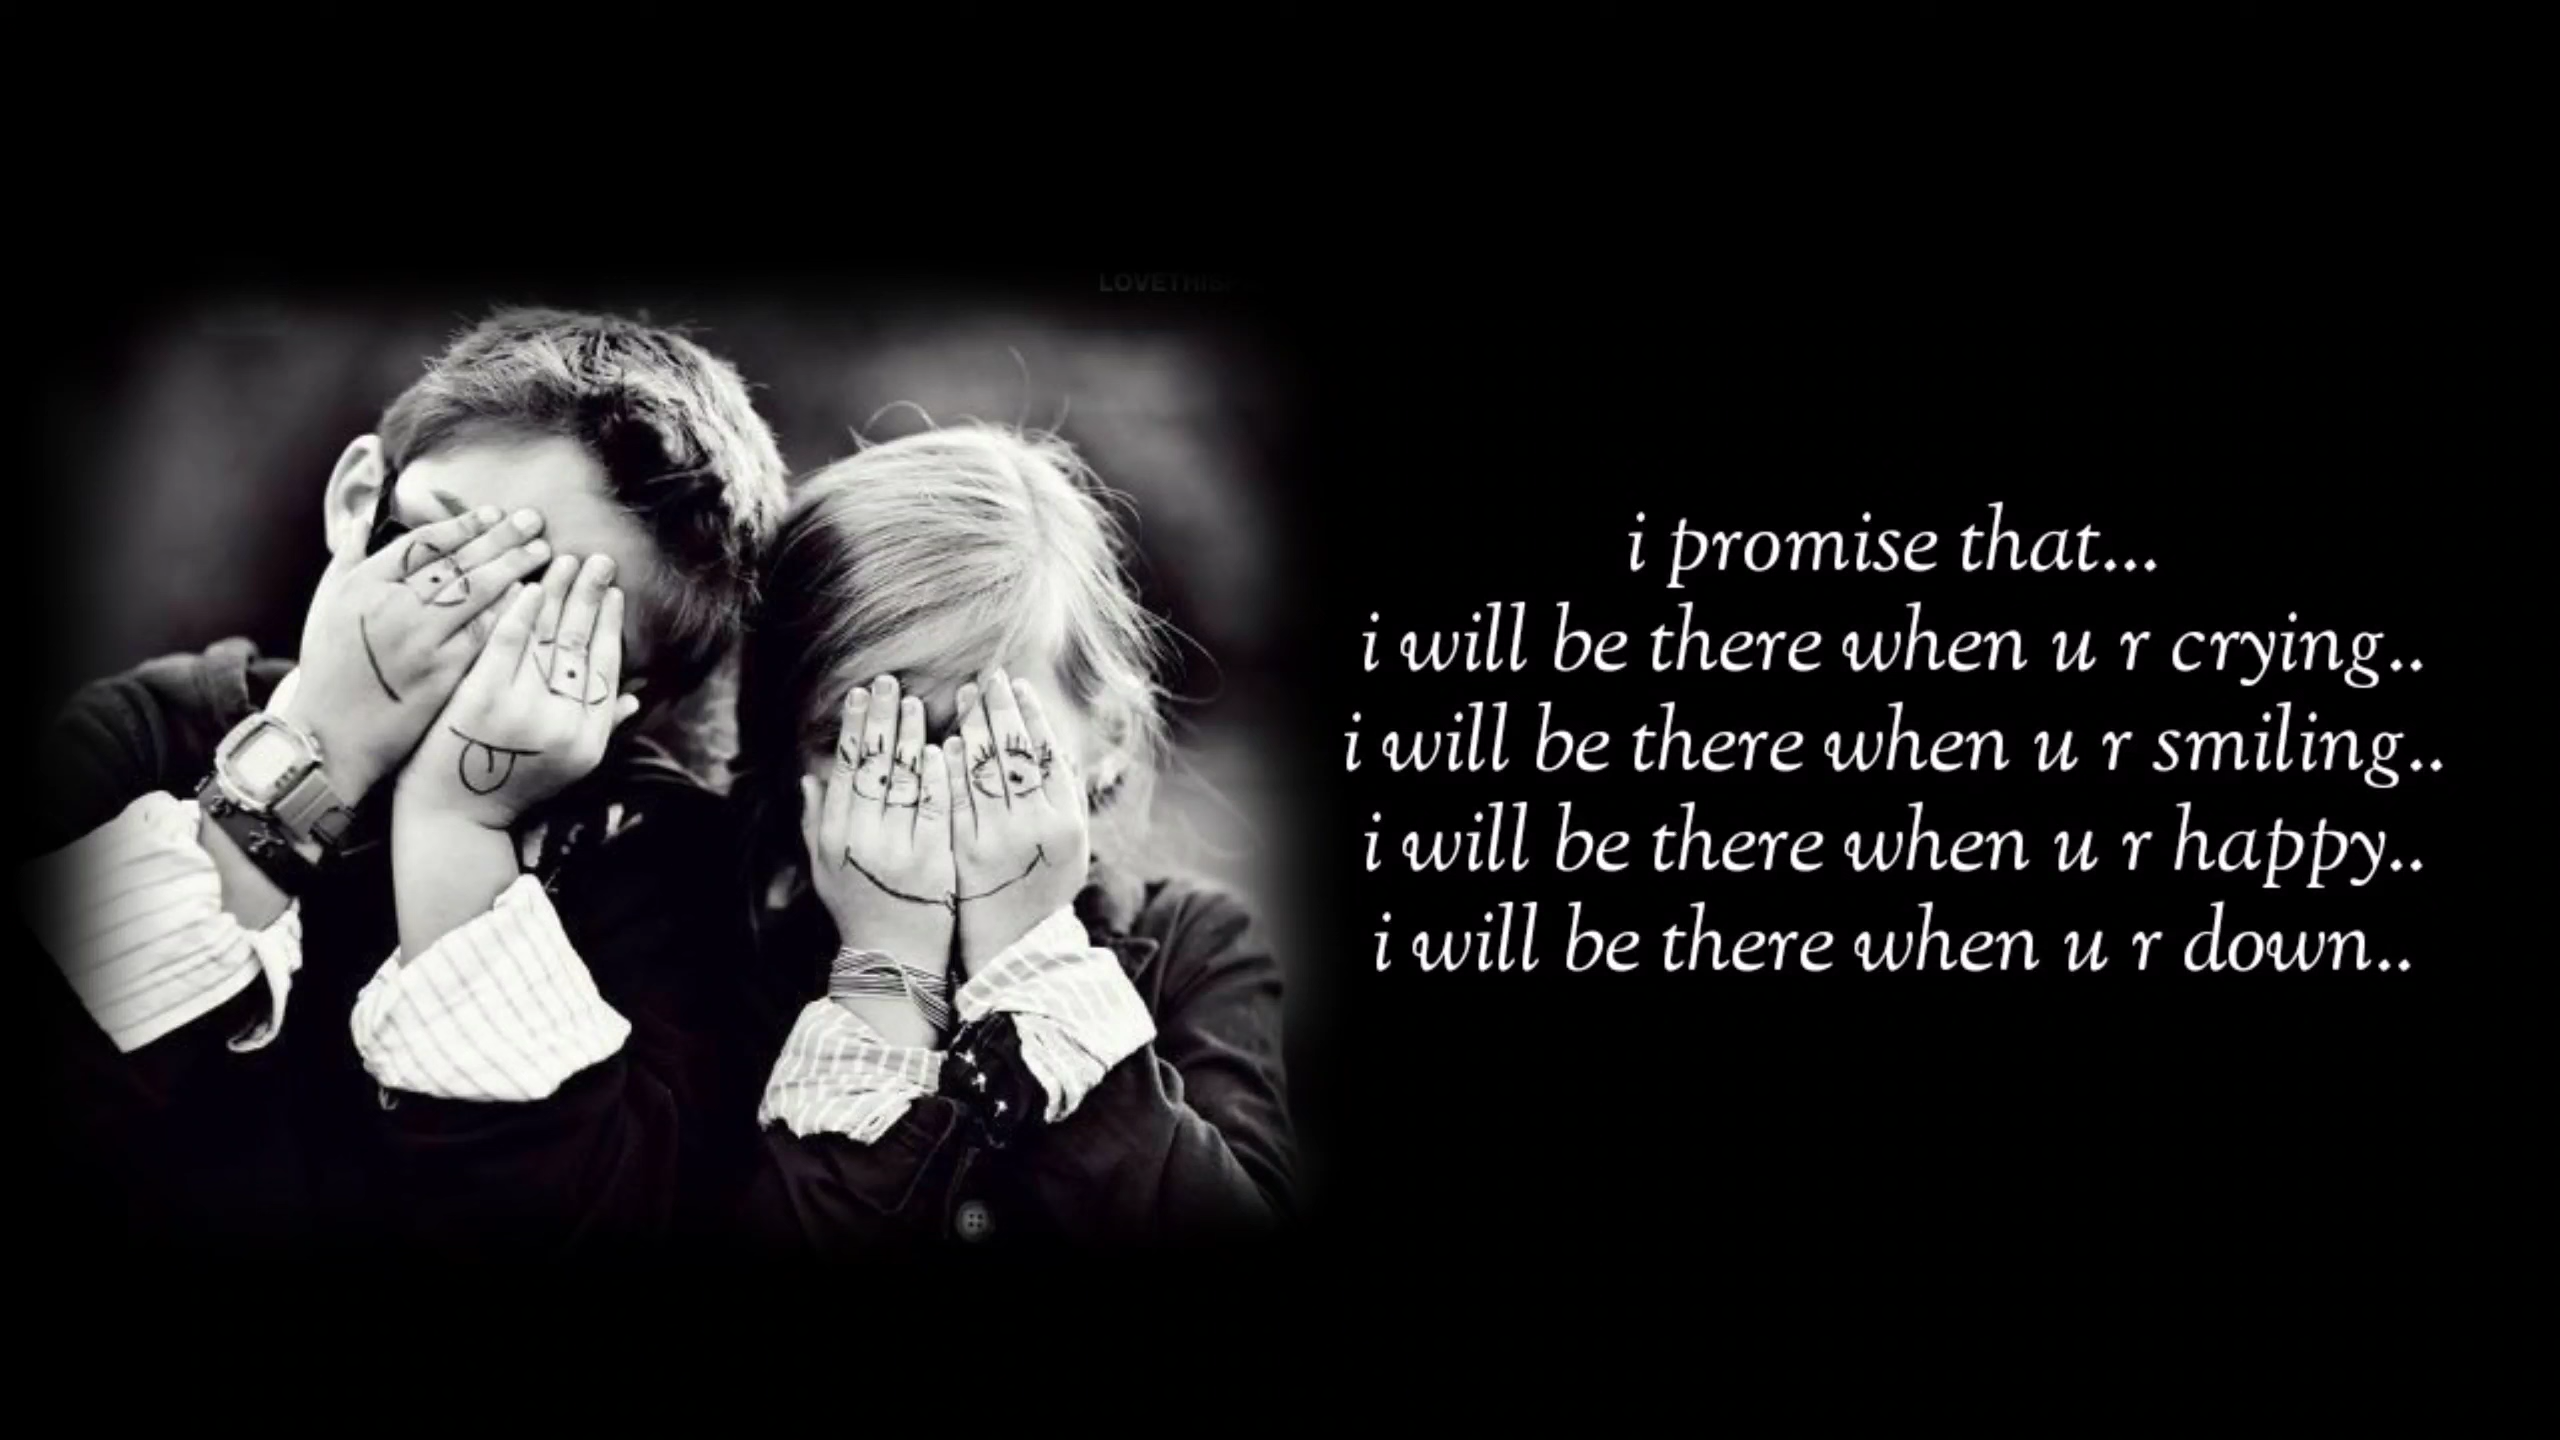 LOVETHIS
i promise that...
i will be there when u r crying..
i will be there when u r smiling..
i will be there when u r happy..
i will be there when u r down..